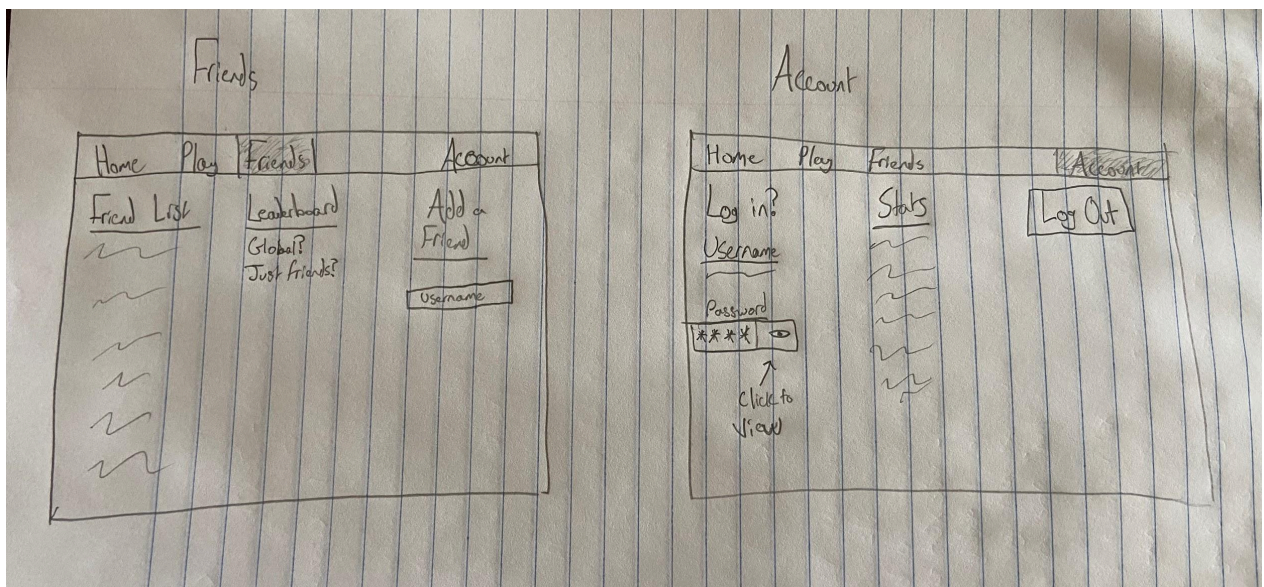 Friends
Home Play Friends Account
Friend List
Leaderboard
Global?
Just friends?
Add a
Friend
Username
Account
Home Play Friends Account
Log in?
Username
Password
****
Click to
View
Stats
Log Out